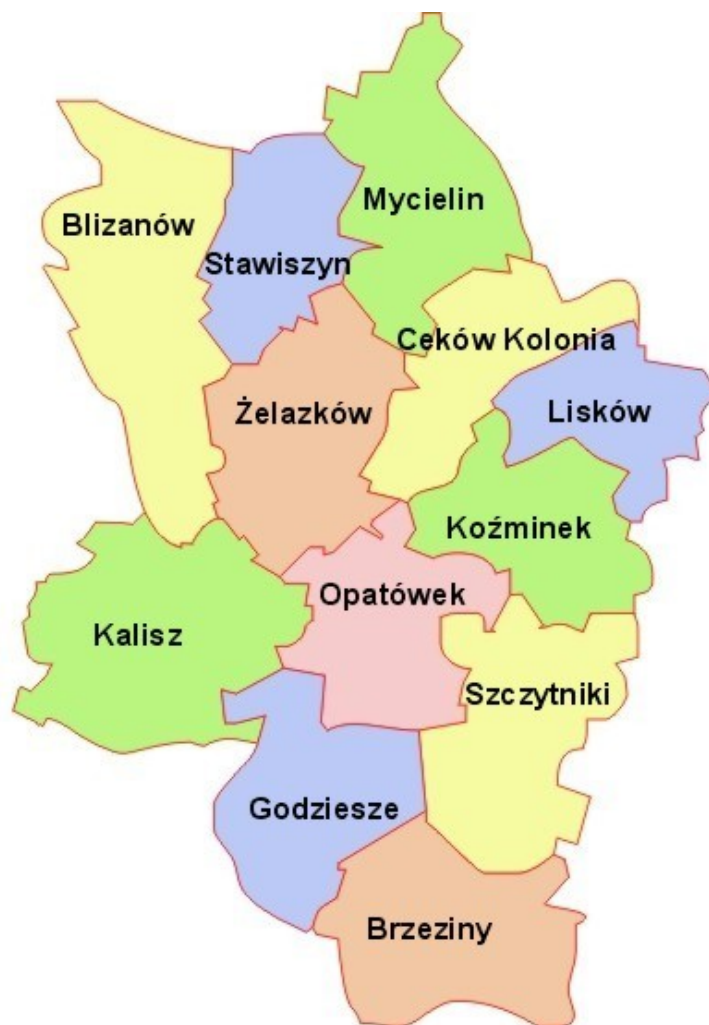 Mycielin
Blizanów
Stawiszyn
Ceków Kolonia
Żelazków
Lisków
Koźminek
Opatówek
Kalisz
Szczytniki
Godziesze
Brzeziny